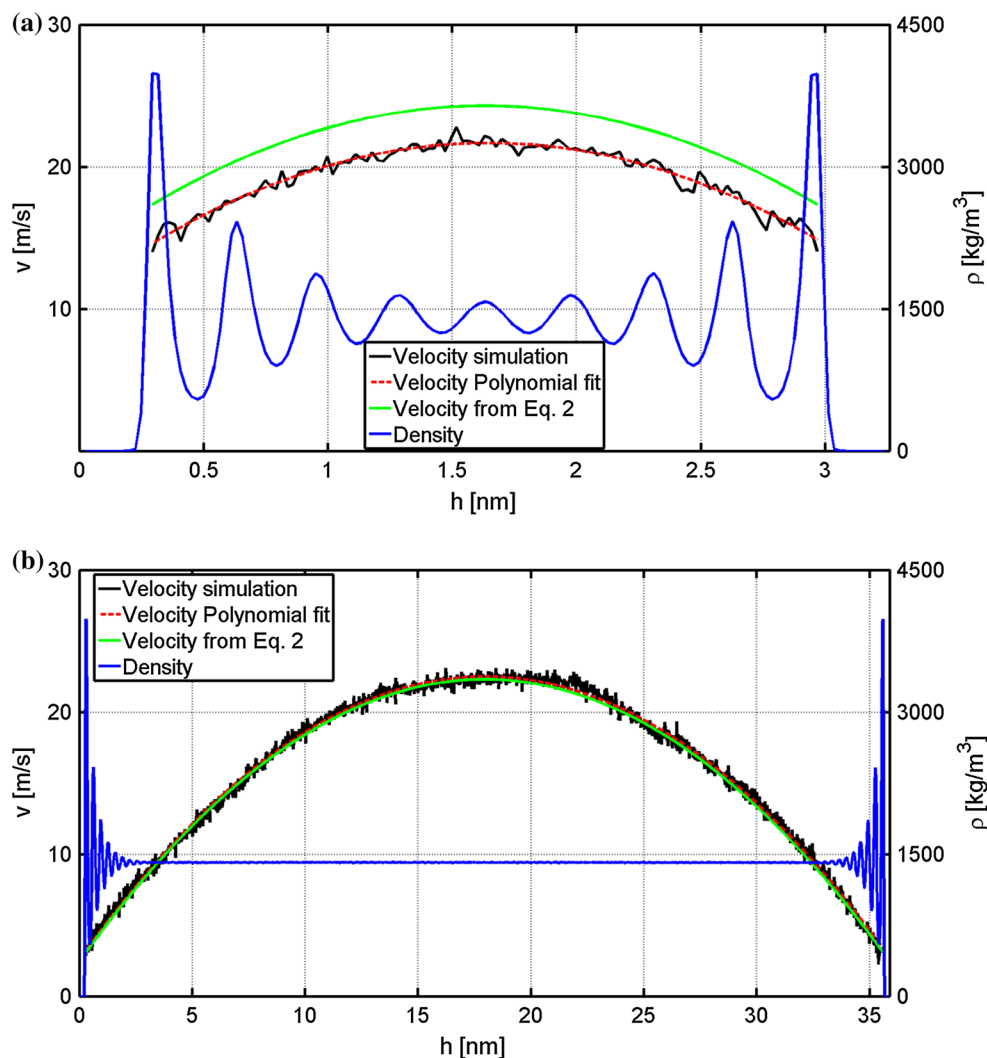 (a)
30
20
10
0
v [m/s]
4500
3000
1500
0
ρ [kg/m³]
Velocity simulation
Velocity Polynomial fit
Velocity from Eq. 2
Density
0 0.5 1 1.5 2 2.5 3
h [nm]
(b)
30
20
10
0
v [m/s]
4500
3000
1500
0
ρ [kg/m³]
Velocity simulation
Velocity Polynomial fit
Velocity from Eq. 2
Density
0 5 10 15 20 25 30 35
h [nm]